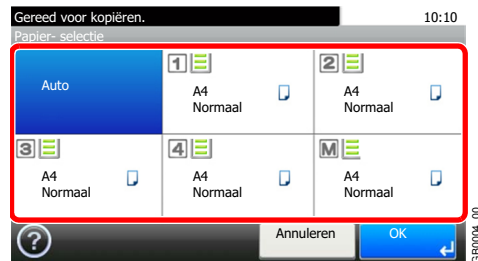 Gereed voor kopiëren. 10:10
Papier- selectie
Auto
1
A4
Normaal
2
A4
Normaal
3
A4
Normaal
4
A4
Normaal
M
A4
Normaal
?
Annuleren
OK
GB0004_00